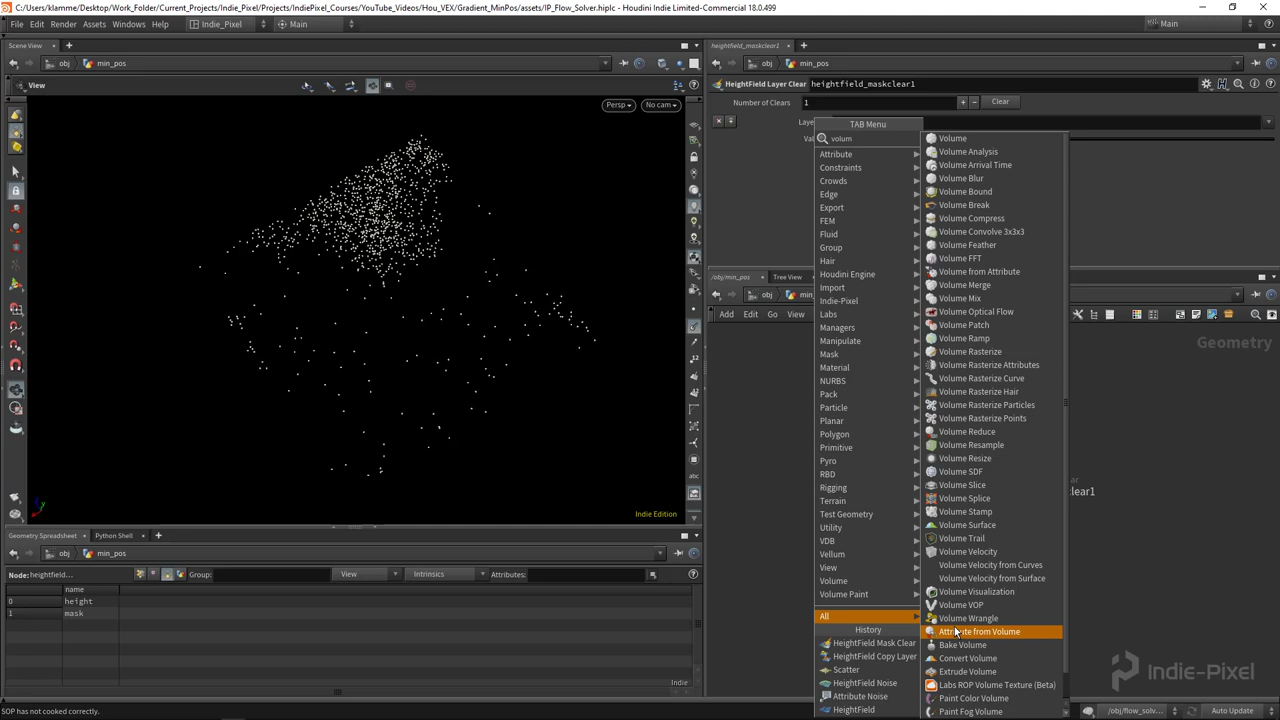 C:/Users/klamme/Desktop/Work_Folder/Current_Projects/Projects/IndiePixel_Courses/YouTube_Videos/Hou_VEX/Gradient_MinPos/assets/IP_Flow_Solver.hiplc - Houdini Indie Limited-Commercial 18.0.499
File Edit Render Assets Windows Help Indie_Pixel Main Main
Scene View heightfield_maskclear1
obj min_pos obj min_pos
View HeightField Layer Clear heightfield_maskclear1
Persp No cam Number of Clears 1 Clear
TAB Menu
volum
Attribute
Constraints
Crowds
Edge
Export
FEM
Fluid
Group
Hair
Houdini Engine
Import
Indie-Pixel
Labs
Managers
Manipulate
Mask
Material
NURBS
Pack
Particle
Planar
Polygon
Primitive
Pyro
RBD
Rigging
Terrain
Test Geometry
Utility
VDB
Vellum
View
Volume
Volume Paint
All
History
HeightField Mask Clear
HeightField Copy Layer
Scatter
HeightField Noise
Attribute Noise
HeightField
Volume
Volume Analysis
Volume Arrival Time
Volume Blur
Volume Bound
Volume Break
Volume Compress
Volume Convolve 3x3x3
Volume Feather
Volume FFT
Volume from Attribute
Volume Merge
Volume Mix
Volume Optical Flow
Volume Patch
Volume Ramp
Volume Rasterize
Volume Rasterize Attributes
Volume Rasterize Curve
Volume Rasterize Hair
Volume Rasterize Particles
Volume Rasterize Points
Volume Reduce
Volume Resample
Volume Resize
Volume SDF
Volume Slice
Volume Splice
Volume Stamp
Volume Surface
Volume Trail
Volume Velocity
Volume Velocity from Curves
Volume Velocity from Surface
Volume Visualization
Volume VOP
Volume Wrangle
Attribute from Volume
Bake Volume
Convert Volume
Extrude Volume
Labs ROP Volume Texture (Beta)
Paint Color Volume
Paint Fog Volume
/obj/min_pos Tree View
obj
Add Edit Go View
Geometry
lear1
Indie Edition
Geometry Spreadsheet Python Shell
obj min_pos
Node: heightfield... Group: View Intrinsics Attributes:
name
0 height
1 mask
Indie
Indie-Pixel
SOP has not cooked correctly. /obj/flow_solv... Auto Update